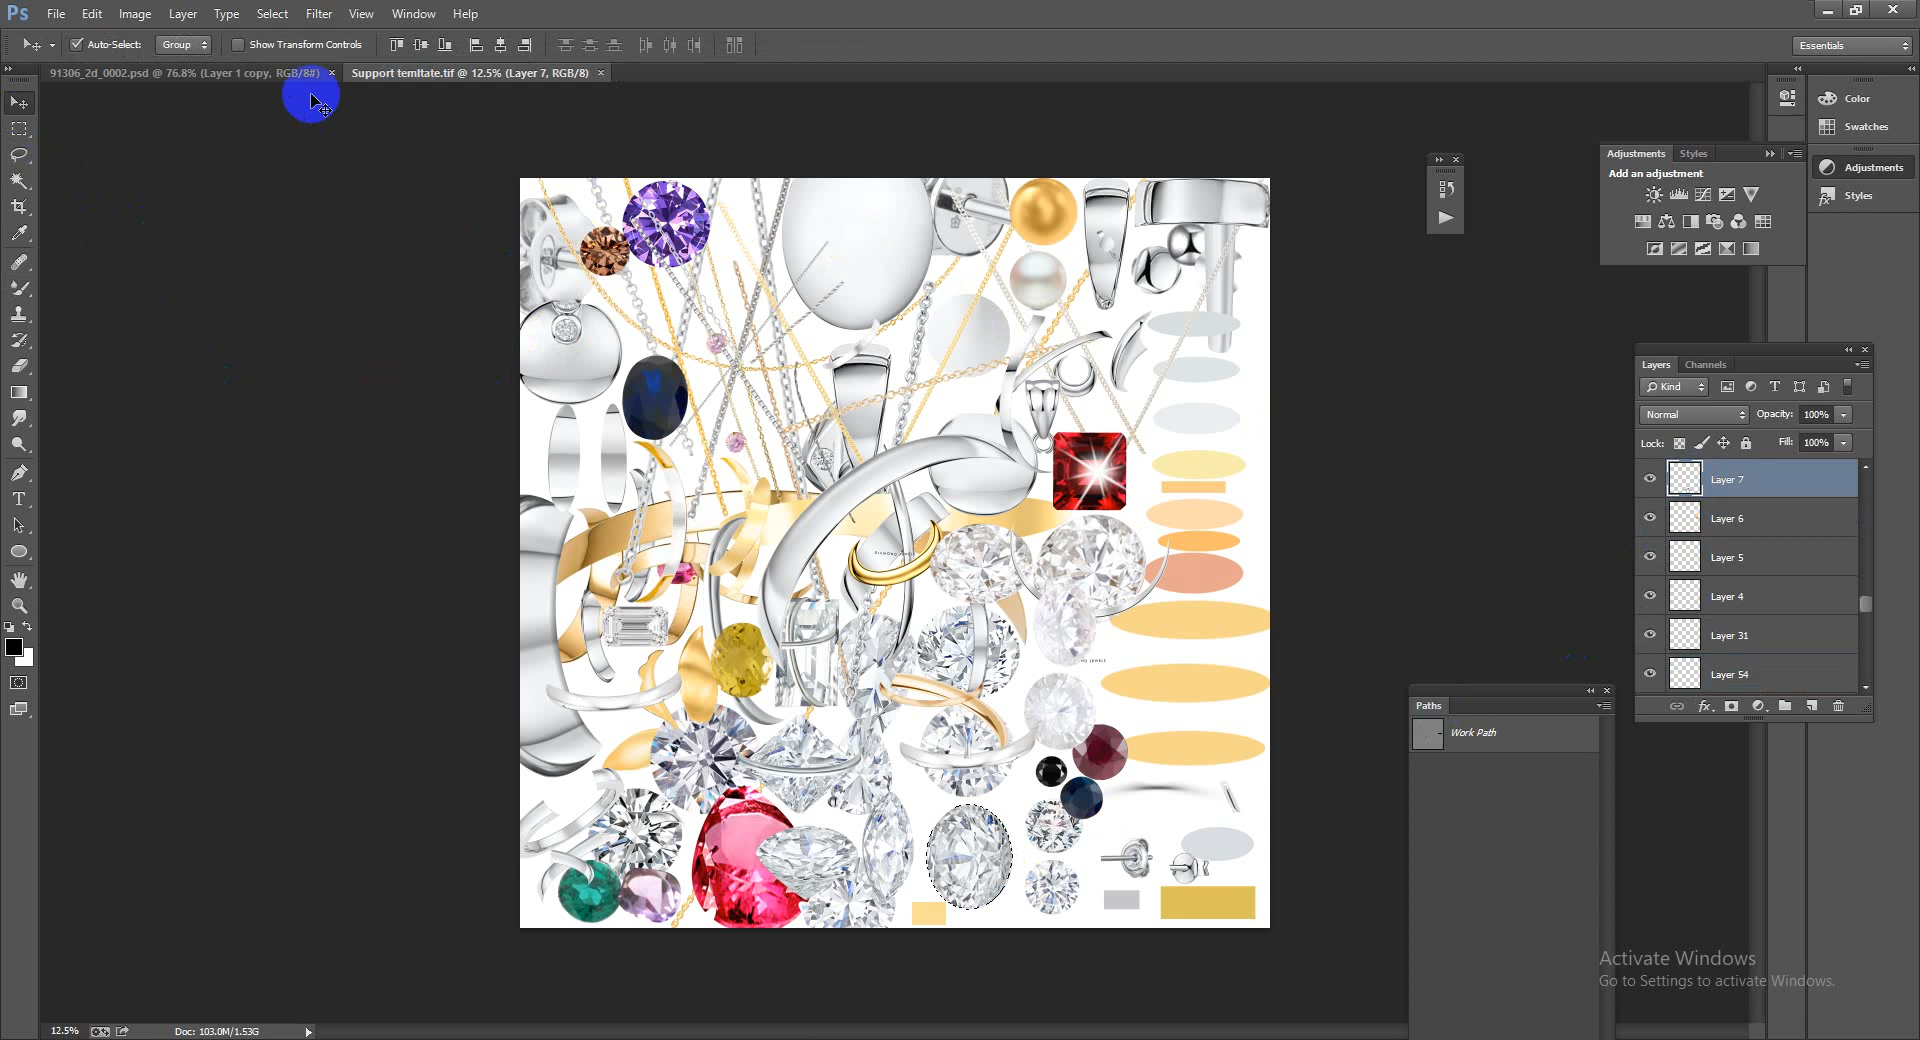 Ps File Edit Image Layer Type Select Filter View Window Help
Auto-Select: Group Show Transform Controls Essentials
91306_2d_0002.psd @ 76.8% (Layer 1 copy, RGB/8#) × Support temltate.tif @ 12.5% (Layer 7, RGB/8) ×
Color
Swatches
Adjustments Styles
Add an adjustment
Adjustments
Styles
Layers Channels
Kind
Normal Opacity: 100%
Lock: Fill: 100%
Layer 7
Layer 6
Layer 5
Layer 4
Layer 31
Layer 54
Paths
Work Path
Activate Windows
Go to Settings to activate Windows.
12.5% Doc: 103.0M/1.53G